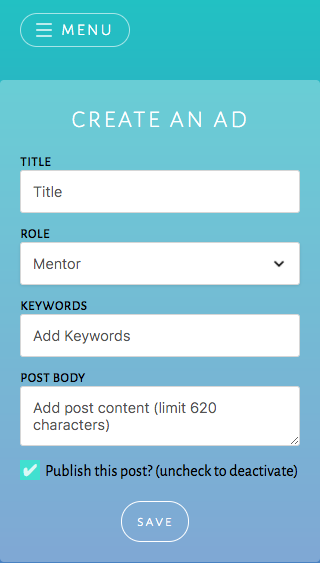 MENU
CREATE AN AD
TITLE
Title
ROLE
Mentor
KEYWORDS
Add Keywords
POST BODY
Add post content (limit 620
characters)
Publish this post? (uncheck to deactivate)
SAVE